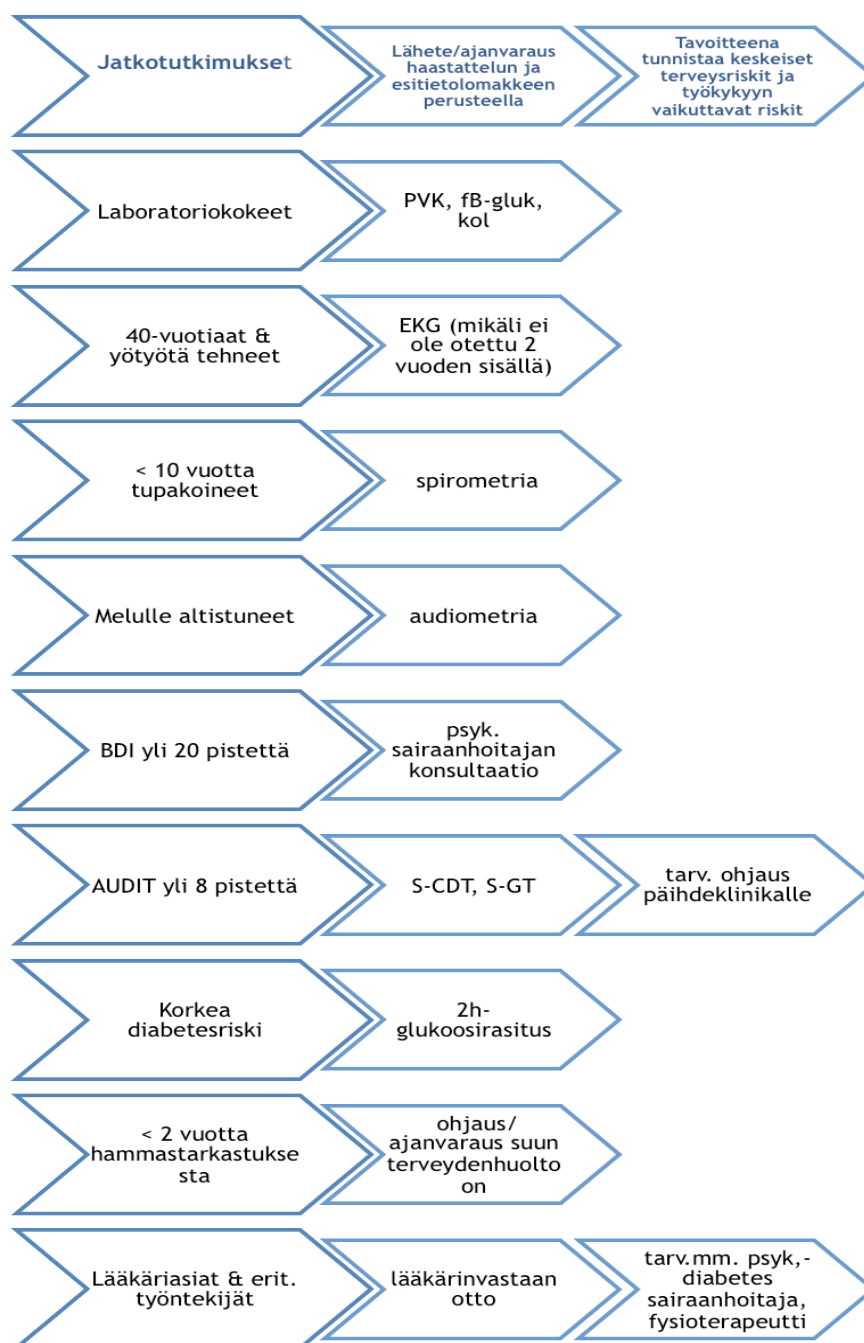 Jatkotutkimukset
Lähete/ajanvaraus
haastattelun ja
esitietolomakkeen
perusteella
Tavoitteena
tunnistaa keskeiset
terveysriskit ja
työkykyyn
vaikuttavat riskit
Laboratoriokokeet
PVK, fB-gluk,
kol
40-vuotiaat &
yötyötä tehneet
EKG (mikäli ei
ole otettu 2
vuoden sisällä)
< 10 vuotta
tupakoineet
spirometria
Melulle altistuneet
audiometria
BDI yli 20 pistettä
psyk.
sairaanhoitajan
konsultaatio
AUDIT yli 8 pistettä
S-CDT, S-GT
tarv. ohjaus
päihdeklinikalle
Korkea
diabetesriski
2h-
glukoosirasitus
< 2 vuotta
hammastarkastukse
sta
ohjaus/
ajanvaraus suun
terveydenhuolto
on
Lääkäriasiat & erit.
työntekijät
lääkärinvastaan
otto
tarv.mm. psyk,-
diabetes
sairaanhoitaja,
fysioterapeutti